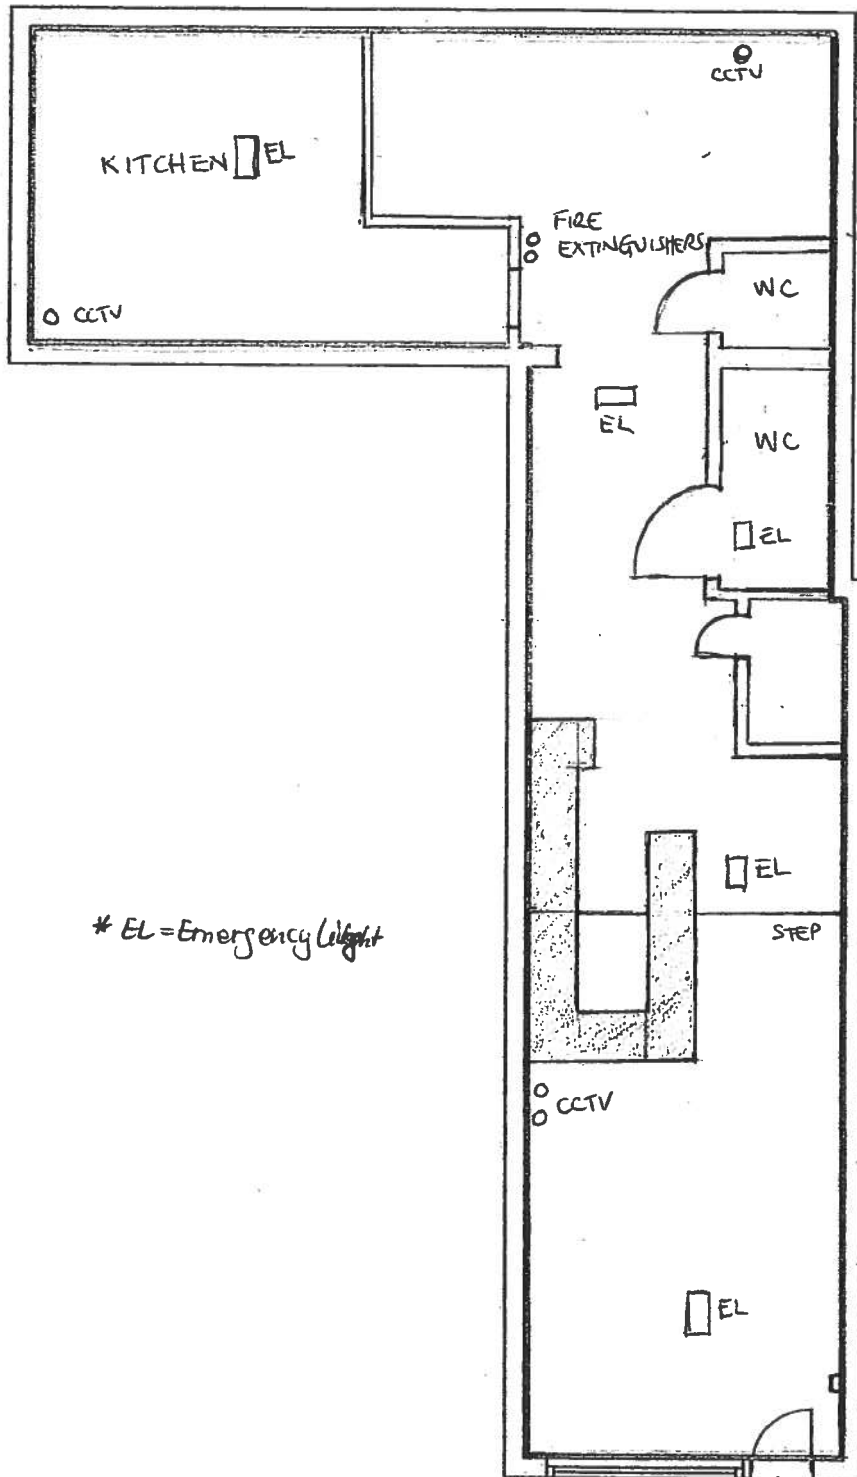 CCTV
KITCHEN EL
FIRE
EXTINGUISHERS
WC
CCTV
EL
WC
EL
EL
* EL = Emergency Light
STEP
CCTV
EL